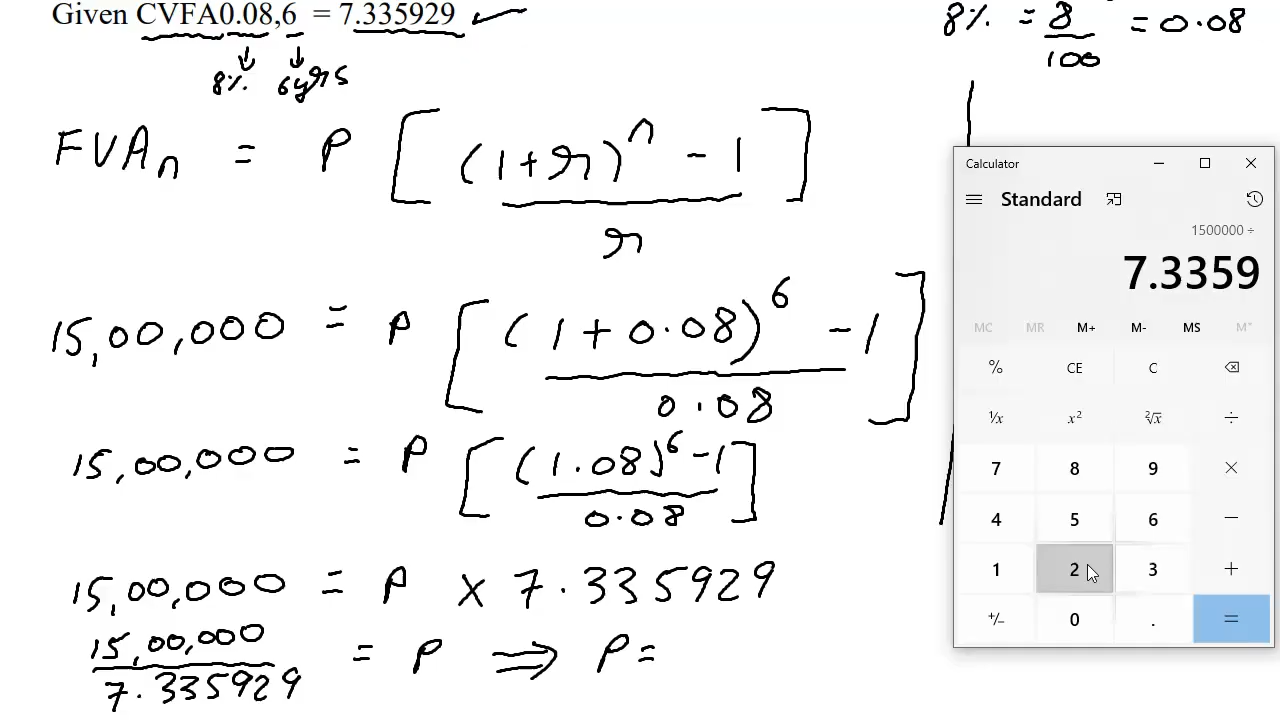 Given CVFA0.08,6 = 7.335929
8% = 8/100 = 0.08
8% 6yrs
FVAn = P [ (1+r)^n - 1 / r ]
15,00,000 = P [ (1 + 0.08)^6 - 1 / 0.08 ]
15,00,000 = P [ (1.08)^6 - 1 / 0.08 ]
15,00,000 = P x 7.335929
15,00,000 / 7.335929 = P ⇒ P =
Calculator
Standard
1500000 ÷
7.3359
MC MR M+ M- MS M˅
% CE C ⌫
¹/x x² ²√x ÷
7 8 9 ×
4 5 6 −
1 2 3 +
+/− 0 . =